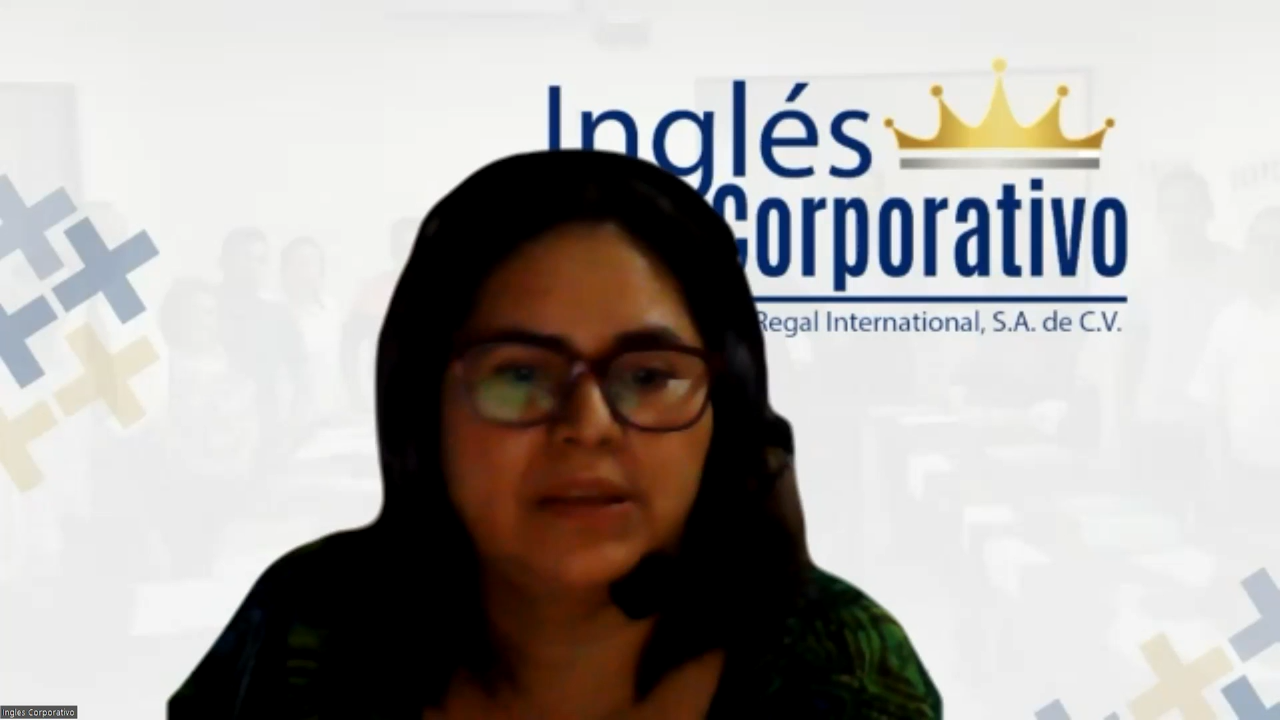 Inglés
Corporativo
Regal International, S.A. de C.V.
Ingles Corporativo